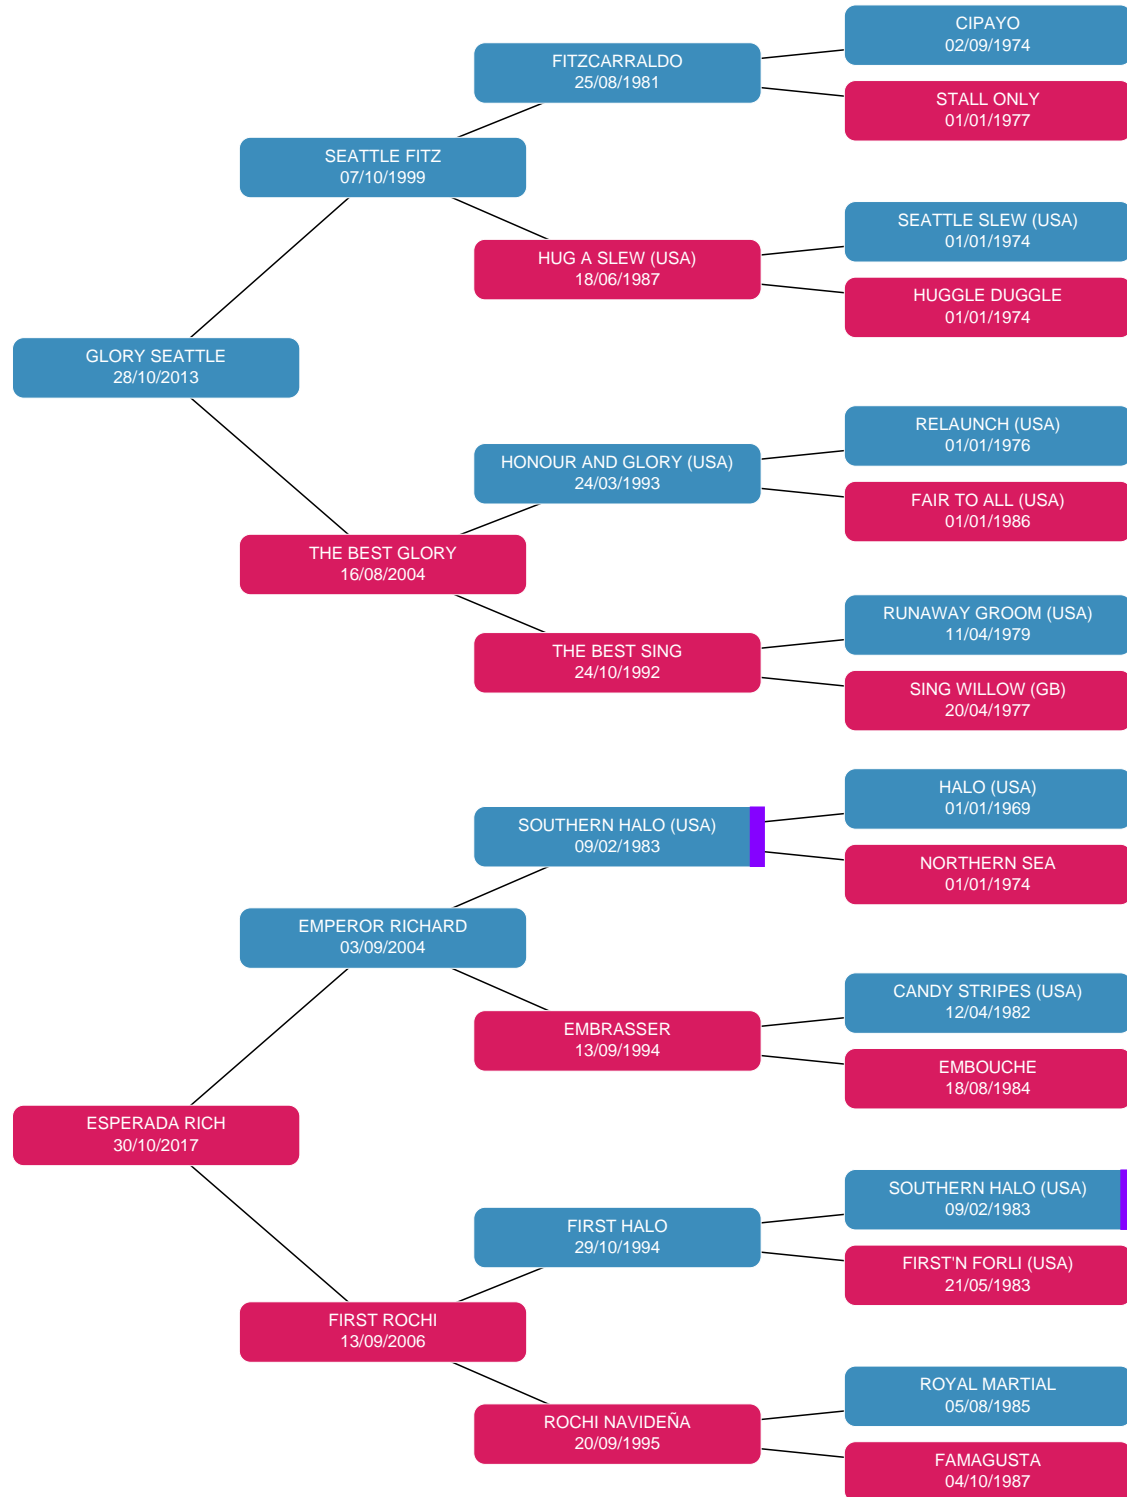 CIPAYO
02/09/1974
FITZCARRALDO
25/08/1981
STALL ONLY
01/01/1977
SEATTLE FITZ
07/10/1999
SEATTLE SLEW (USA)
01/01/1974
HUG A SLEW (USA)
18/06/1987
HUGGLE DUGGLE
01/01/1974
GLORY SEATTLE
28/10/2013
RELAUNCH (USA)
01/01/1976
HONOUR AND GLORY (USA)
24/03/1993
FAIR TO ALL (USA)
01/01/1986
THE BEST GLORY
16/08/2004
RUNAWAY GROOM (USA)
11/04/1979
THE BEST SING
24/10/1992
SING WILLOW (GB)
20/04/1977
HALO (USA)
01/01/1969
SOUTHERN HALO (USA)
09/02/1983
NORTHERN SEA
01/01/1974
EMPEROR RICHARD
03/09/2004
CANDY STRIPES (USA)
12/04/1982
EMBRASSER
13/09/1994
EMBOUCHE
18/08/1984
ESPERADA RICH
30/10/2017
SOUTHERN HALO (USA)
09/02/1983
FIRST HALO
29/10/1994
FIRST'N FORLI (USA)
21/05/1983
FIRST ROCHI
13/09/2006
ROYAL MARTIAL
05/08/1985
ROCHI NAVIDEÑA
20/09/1995
FAMAGUSTA
04/10/1987